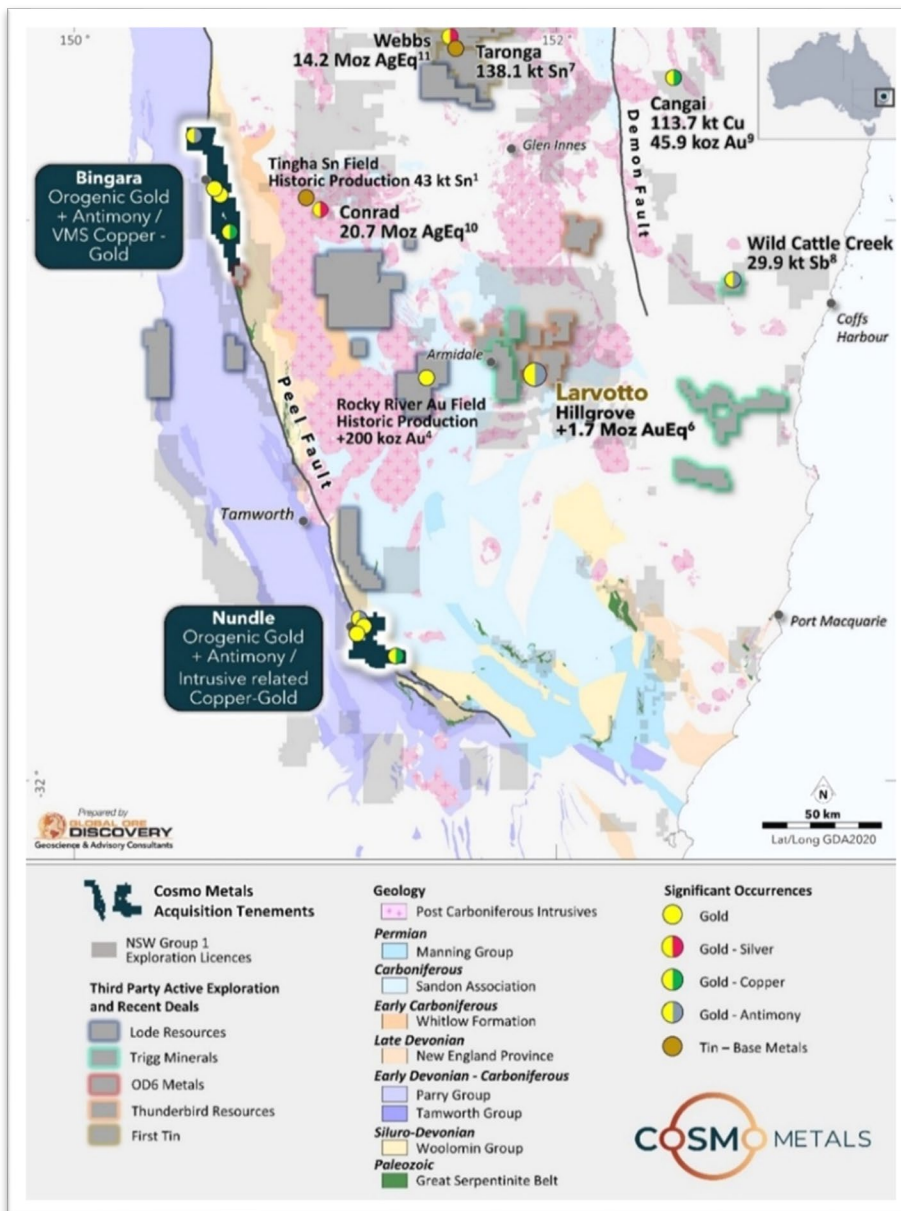 150 °
152 °
Webbs
14.2 Moz AgEq¹¹
Taronga
138.1 kt Sn⁷
Cangai
113.7 kt Cu
45.9 koz Au⁹
Demon Fault
Glen Innes
Bingara
Orogenic Gold
+ Antimony /
VMS Copper -
Gold
Tingha Sn Field
Historic Production 43 kt Sn¹
Conrad
20.7 Moz AgEq¹⁰
Wild Cattle Creek
29.9 kt Sb⁸
Coffs
Harbour
Armidale
Larvotto
Hillgrove
+1.7 Moz AuEq⁶
Rocky River Au Field
Historic Production
+200 koz Au⁴
Peel Fault
Tamworth
Nundle
Orogenic Gold
+ Antimony /
Intrusive related
Copper-Gold
Port Macquarie
-32 °
Prepared by
GLOBAL ORE
DISCOVERY
Geoscience & Advisory Consultants
N
50 km
Lat/Long GDA2020
Cosmo Metals
Acquisition Tenements
NSW Group 1
Exploration Licences
Third Party Active Exploration
and Recent Deals
Lode Resources
Trigg Minerals
OD6 Metals
Thunderbird Resources
First Tin
Geology
Post Carboniferous Intrusives
Permian
Manning Group
Carboniferous
Sandon Association
Early Carboniferous
Whitlow Formation
Late Devonian
New England Province
Early Devonian - Carboniferous
Parry Group
Tamworth Group
Siluro-Devonian
Woolomin Group
Paleozoic
Great Serpentinite Belt
Significant Occurrences
Gold
Gold - Silver
Gold - Copper
Gold - Antimony
Tin – Base Metals
COSMO METALS